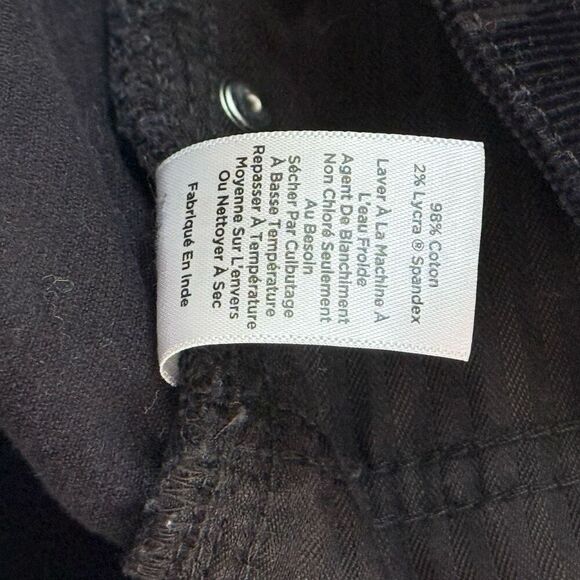 98% Coton
2% Lycra ® Spandex
Laver À La Machine À
L'eau Froide
Agent De Blanchiment
Non Chloré Seulement
Au Besoin
Sécher Par Culbutage
À Basse Température
Repasser À Température
Moyenne Sur L'envers
Ou Nettoyer À Sec
Fabriqué En Inde